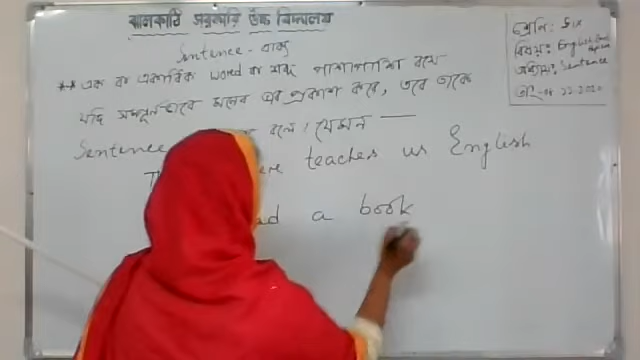 ঝালকাঠি সরকারি উচ্চ বিদ্যালয়
Sentence - বাক্য
** এক বা একাধিক word বা শব্দ পাশাপাশি বসে
যদি সম্পূর্ণভাবে মনের ভাব প্রকাশ করে, তবে তাকে
Sentence বলে। যেমন —
teaches us English
a book
শ্রেণি: Six
বিষয়: English
অধ্যায়: Sentence